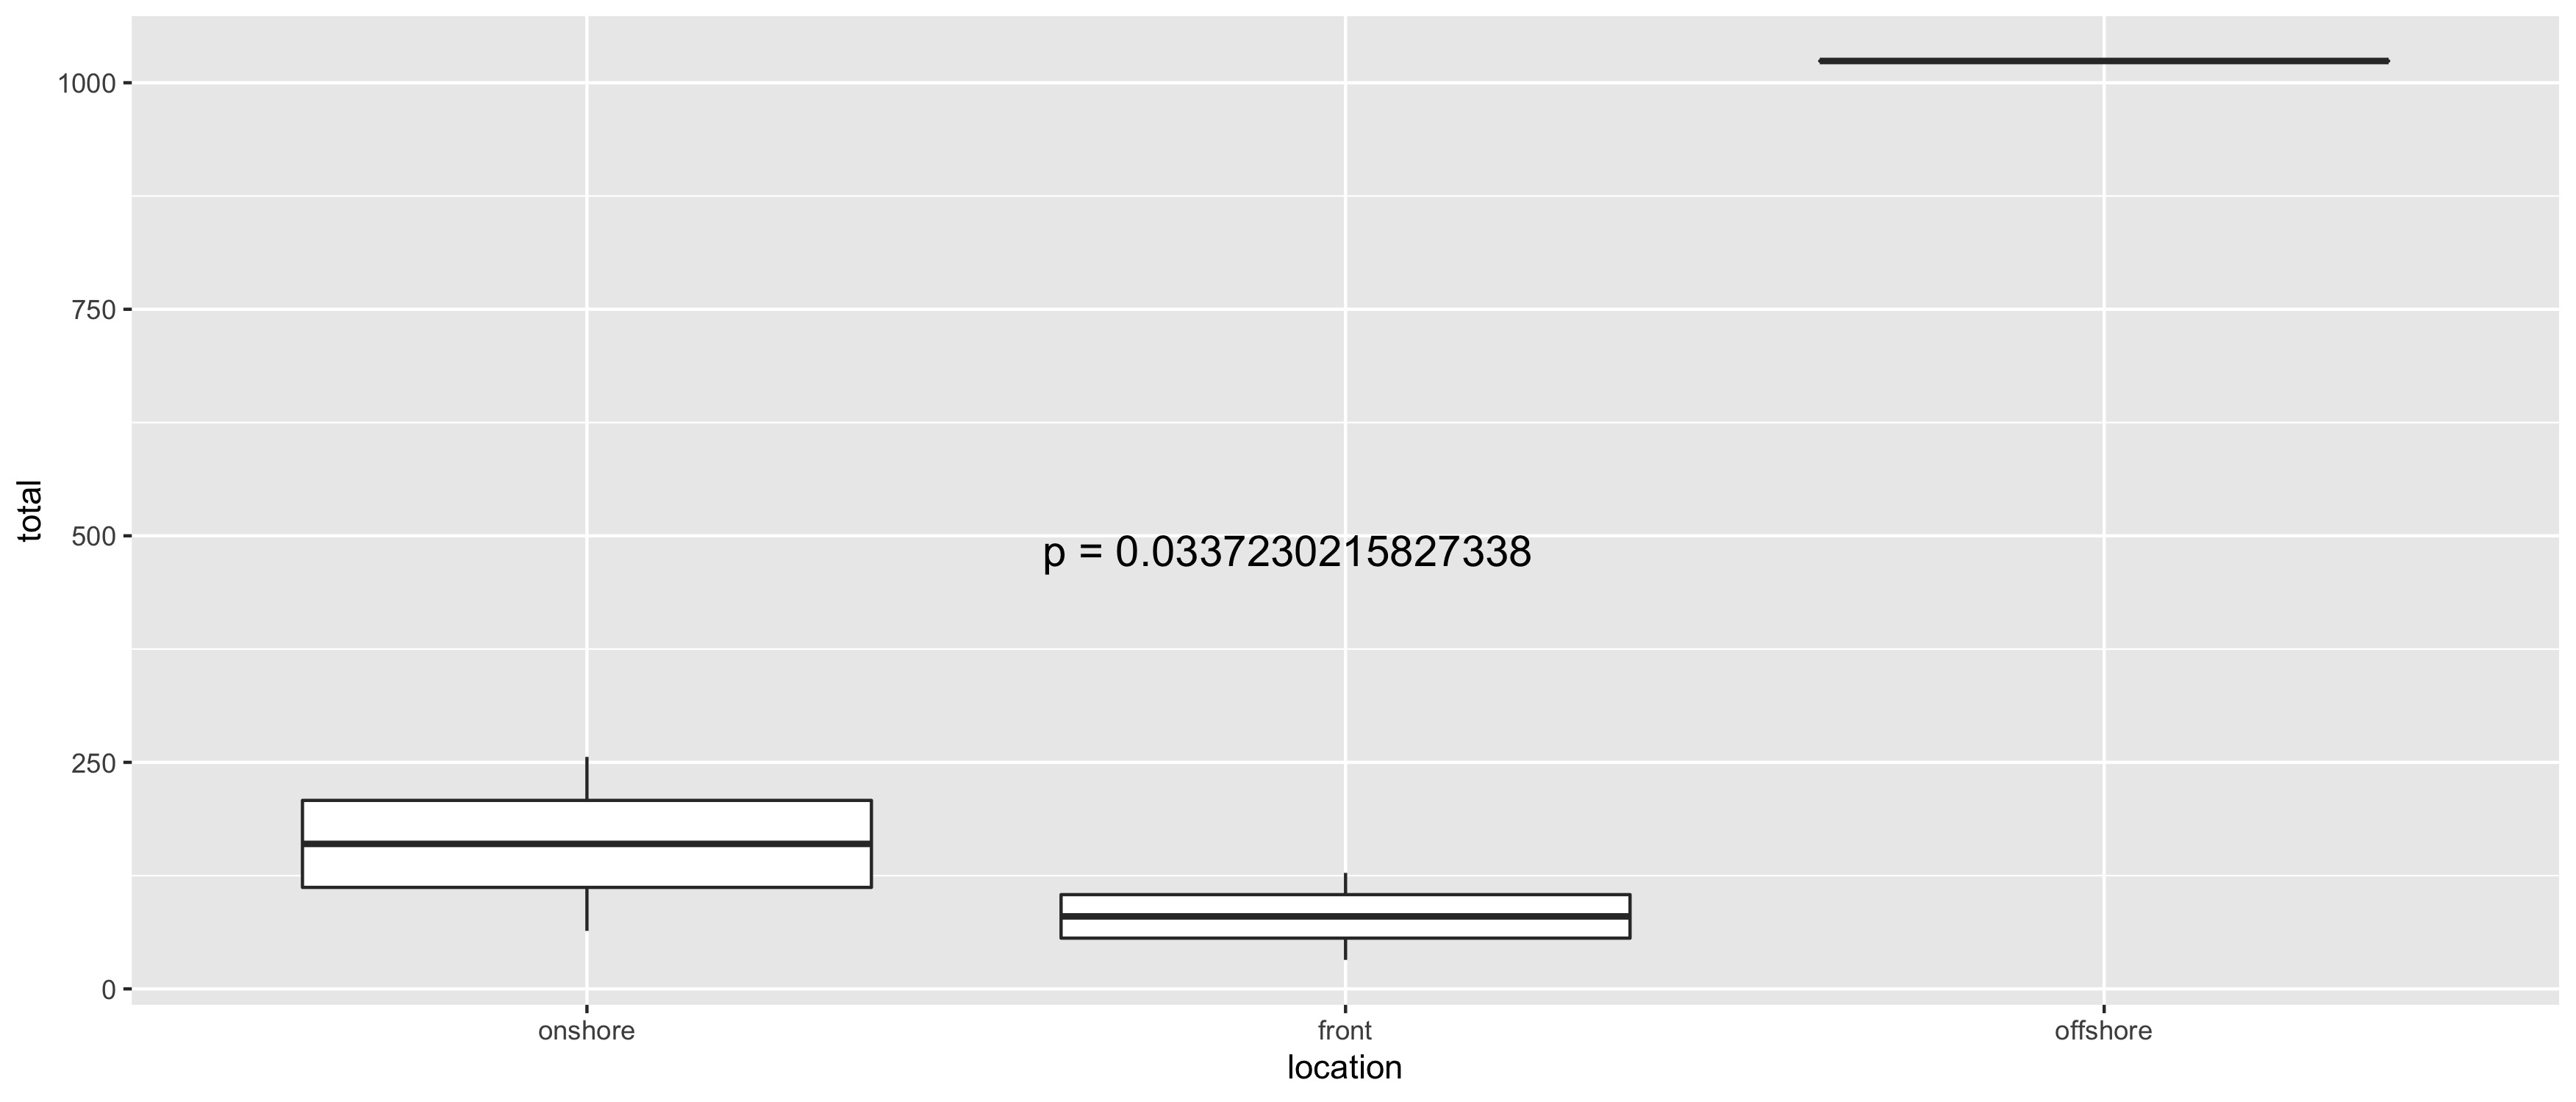 1000
750
500
250
0
total
p = 0.0337230215827338
onshore
front
offshore
location